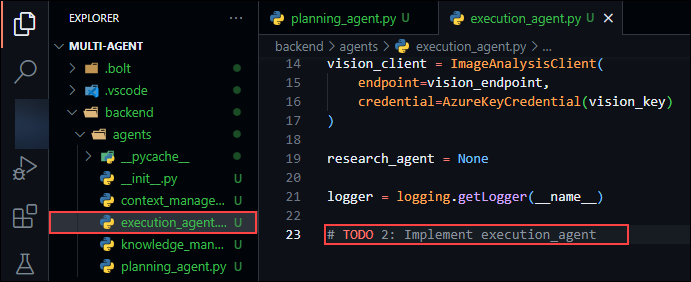 EXPLORER
MULTI-AGENT
.bolt
.vscode
backend
agents
__pycache__
__init__.py U
context_manage... U
execution_agent.... U
knowledge_man... U
planning_agent.py U
planning_agent.py U
execution_agent.py U
backend > agents > execution_agent.py > ...
14 vision_client = ImageAnalysisClient(
15 endpoint=vision_endpoint,
16 credential=AzureKeyCredential(vision_key)
17 )
18
19 research_agent = None
20
21 logger = logging.getLogger(__name__)
22
23 # TODO 2: Implement execution_agent